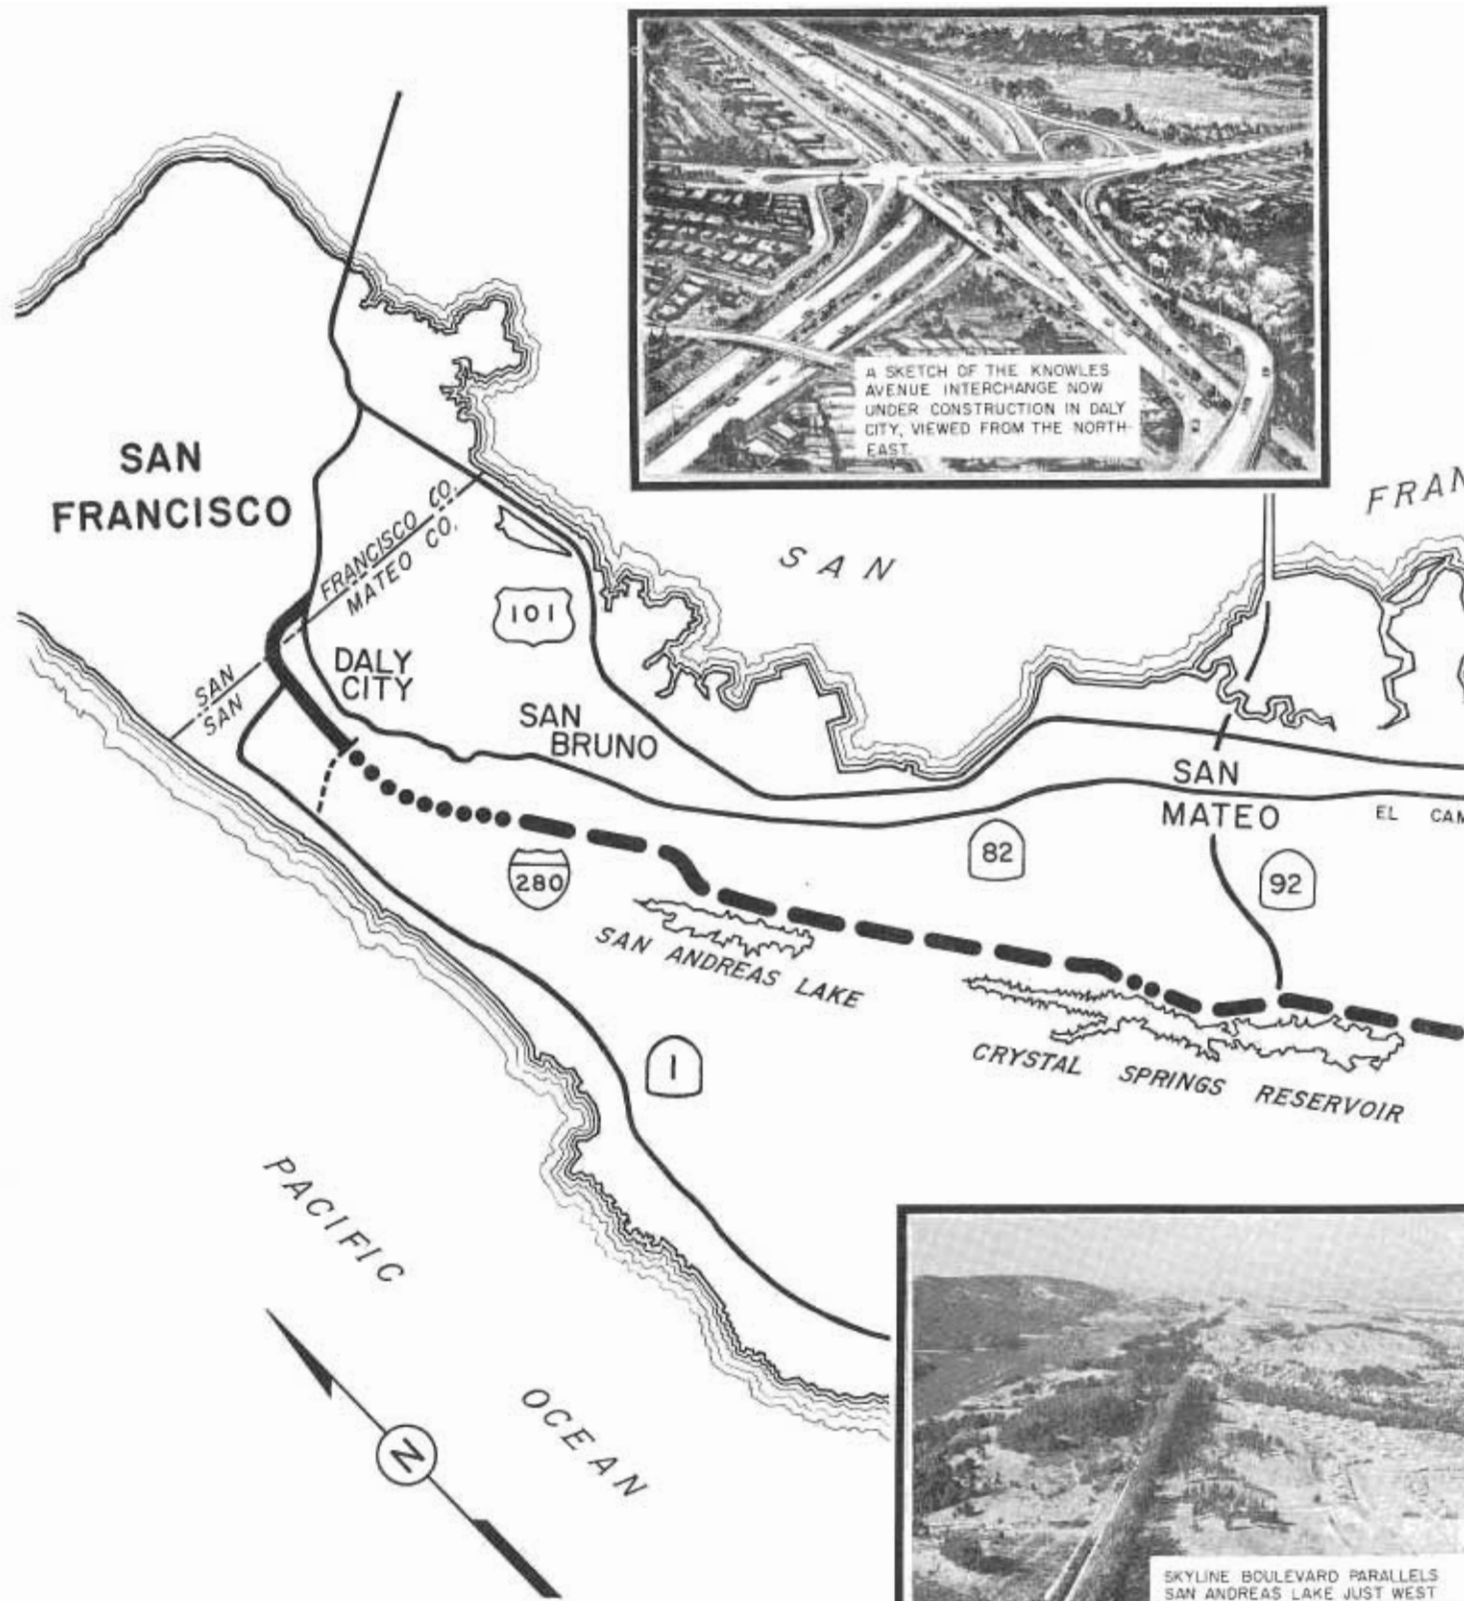 A SKETCH OF THE KNOWLES
AVENUE INTERCHANGE NOW
UNDER CONSTRUCTION IN DALY
CITY, VIEWED FROM THE NORTH-
EAST.
SAN
FRANCISCO
FRAN
SAN
SAN FRANCISCO CO.
SAN MATEO CO.
101
DALY
CITY
SAN
BRUNO
SAN
MATEO
EL CAM
82
92
280
SAN ANDREAS LAKE
CRYSTAL SPRINGS RESERVOIR
1
PACIFIC
OCEAN
N
SKYLINE BOULEVARD PARALLELS
SAN ANDREAS LAKE JUST WEST